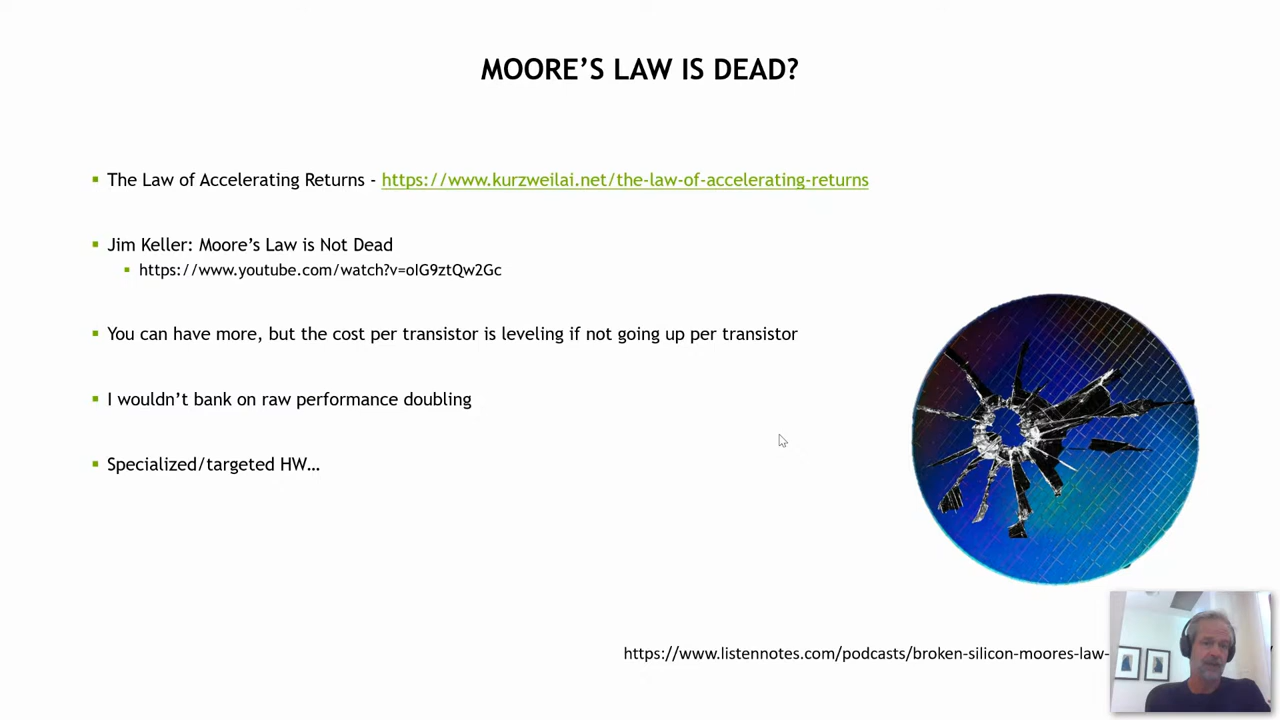 MOORE’S LAW IS DEAD?
The Law of Accelerating Returns - https://www.kurzweilai.net/the-law-of-accelerating-returns
Jim Keller: Moore’s Law is Not Dead
https://www.youtube.com/watch?v=oIG9ztQw2Gc
You can have more, but the cost per transistor is leveling if not going up per transistor
I wouldn’t bank on raw performance doubling
Specialized/targeted HW…
https://www.listennotes.com/podcasts/broken-silicon-moores-law-